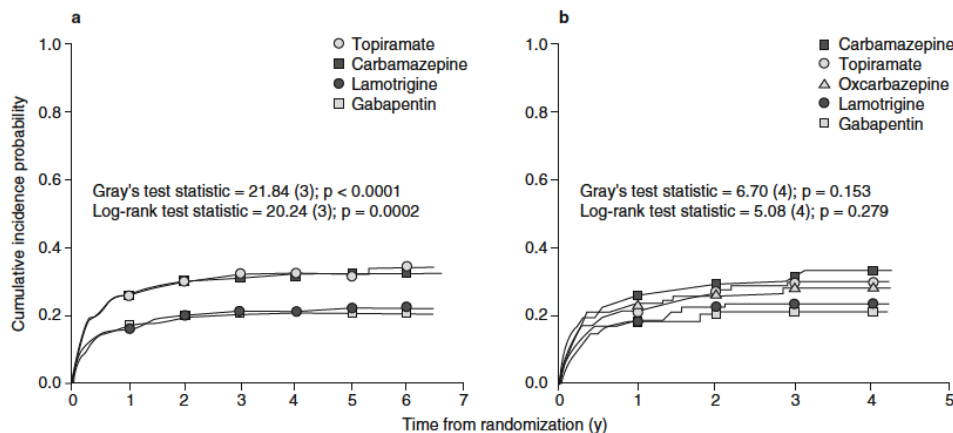 a
Topiramate
Carbamazepine
Lamotrigine
Gabapentin
Gray's test statistic = 21.84 (3); p < 0.0001
Log-rank test statistic = 20.24 (3); p = 0.0002
Cumulative incidence probability
1.0
0.8
0.6
0.4
0.2
0.0
0 1 2 3 4 5 6 7
b
Carbamazepine
Topiramate
Oxcarbazepine
Lamotrigine
Gabapentin
Gray's test statistic = 6.70 (4); p = 0.153
Log-rank test statistic = 5.08 (4); p = 0.279
1.0
0.8
0.6
0.4
0.2
0.0
0 1 2 3 4 5
Time from randomization (y)